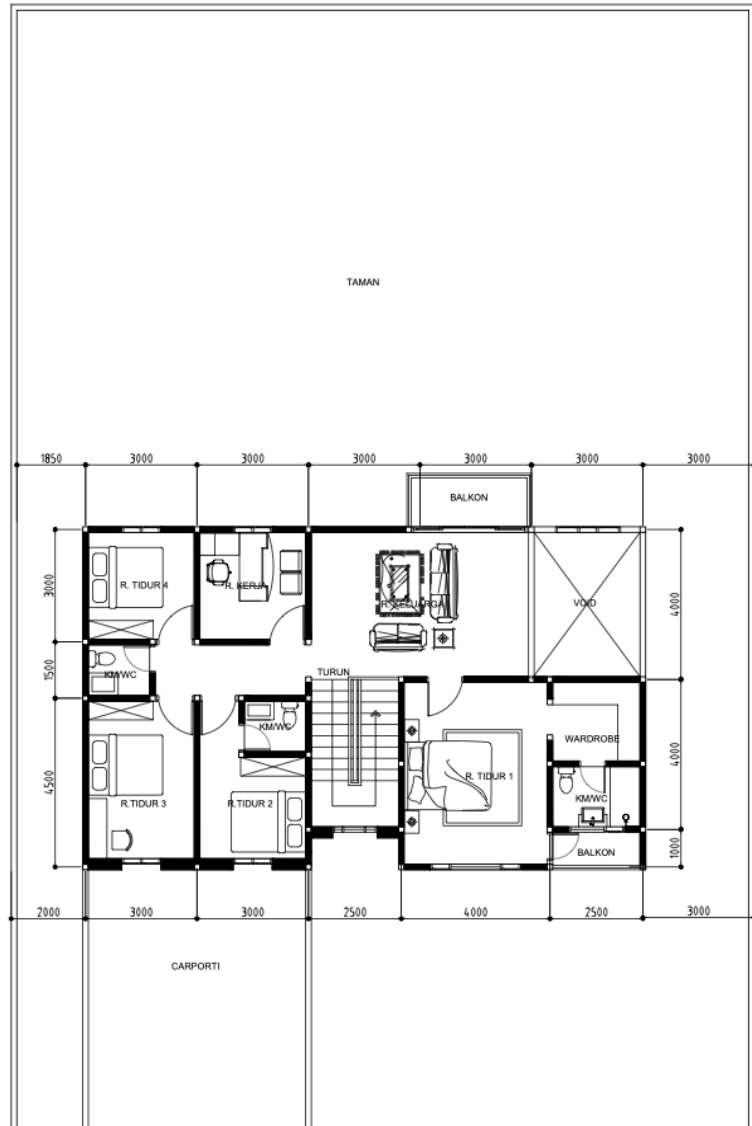 TAMAN
1850 3000 3000 3000 3000 3000 3000
BALKON
3000
4000
R. TIDUR 4
R. KERJA
R. KELUARGA
VOID
1500
KM/WC
TURUN
4500
4000
KM/WC
WARDROBE
R.TIDUR 3
R.TIDUR 2
R. TIDUR 1
KM/WC
1000
BALKON
2000 3000 3000 2500 4000 2500 3000
CARPORTI